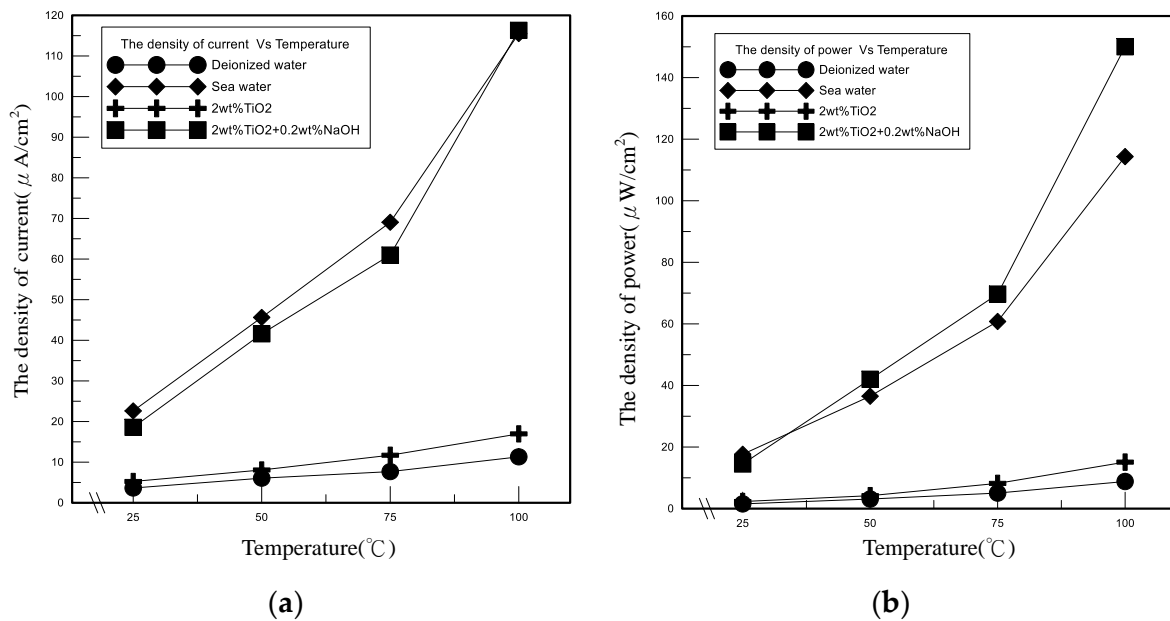 The density of current Vs Temperature
Deionized water
Sea water
2wt%TiO2
2wt%TiO2+0.2wt%NaOH
The density of current( μ A/cm²)
120
110
100
90
80
70
60
50
40
30
20
10
0
25 50 75 100
Temperature(℃)
(a)
The density of power Vs Temperature
Deionized water
Sea water
2wt%TiO2
2wt%TiO2+0.2wt%NaOH
The density of power( μ W/cm²)
160
140
120
100
80
60
40
20
0
25 50 75 100
Temperature(℃)
(b)